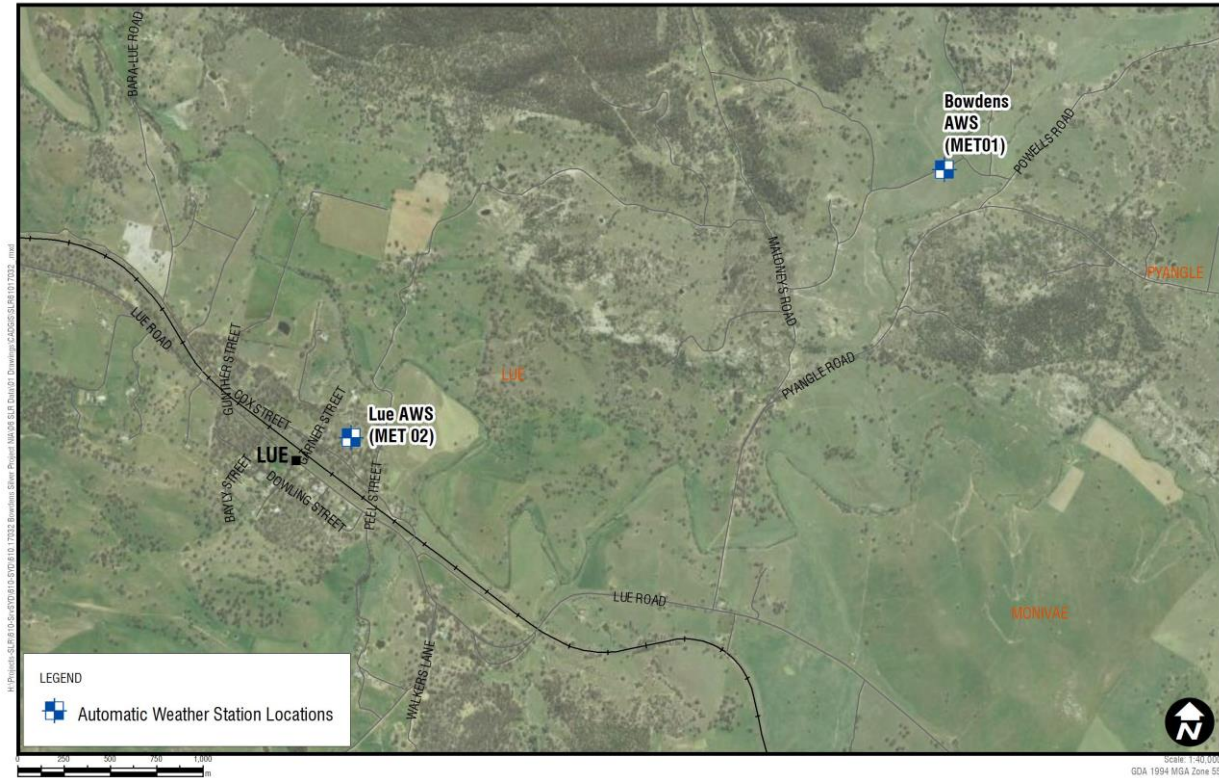 BARA-LUE ROAD
Bowdens
AWS
(MET01)
POWELLS ROAD
MALONEYS ROAD
PYANGLE
LUE ROAD
GUNTHER STREET
PYANGLE ROAD
LUE
COX STREET
GARNER STREET
Lue AWS
(MET 02)
LUE
BAYLY STREET
DOWLING STREET
PEEL STREET
LUE ROAD
MONIVAE
WALKERS LANE
LEGEND
Automatic Weather Station Locations
N
0 250 500 750 1,000
m
Scale: 1:40,000
GDA 1994 MGA Zone 55